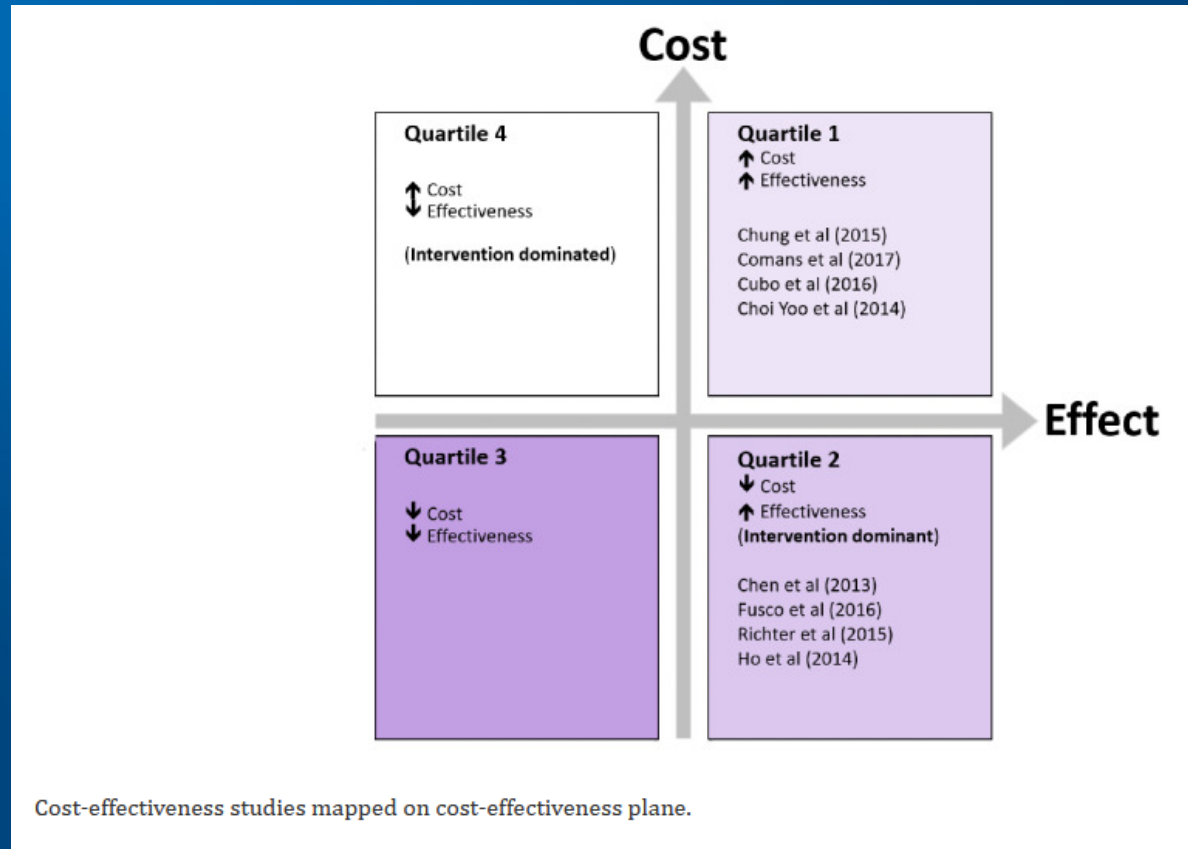 Cost
Quartile 4
↑ Cost
↓ Effectiveness
(Intervention dominated)
Quartile 1
↑ Cost
↑ Effectiveness
Chung et al (2015)
Comans et al (2017)
Cubo et al (2016)
Choi Yoo et al (2014)
Effect
Quartile 3
↓ Cost
↓ Effectiveness
Quartile 2
↓ Cost
↑ Effectiveness
(Intervention dominant)
Chen et al (2013)
Fusco et al (2016)
Richter et al (2015)
Ho et al (2014)
Cost-effectiveness studies mapped on cost-effectiveness plane.